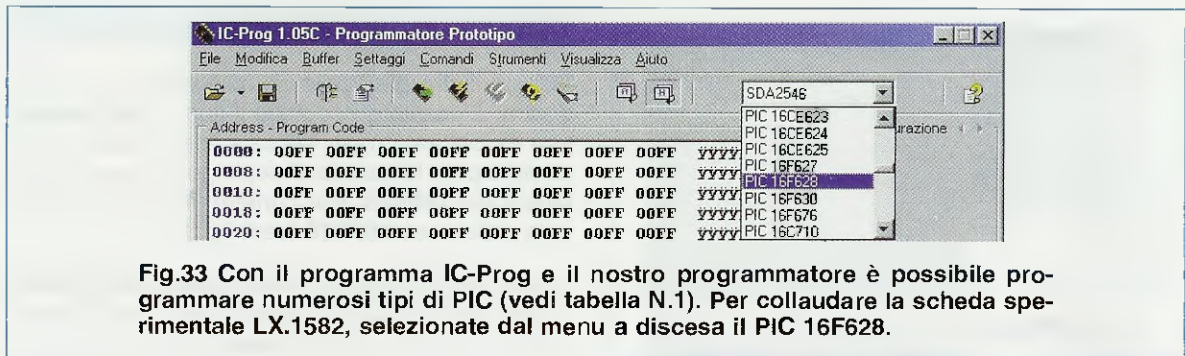 IC-Prog 1.05C - Programmatore Prototipo
File Modifica Buffer Settaggi Comandi Strumenti Visualizza Aiuto
SDA2546
Address - Program Code
urazione
PIC 16CE623
PIC 16CE624
PIC 16CE625
PIC 16F627
PIC 16F628
PIC 16F630
PIC 16F676
PIC 16C710
0000: 00FF 00FF 00FF 00FF 00FF 00FF 00FF 00FF ÿÿÿÿ
0008: 00FF 00FF 00FF 00FF 00FF 00FF 00FF 00FF ÿÿÿÿ
0010: 00FF 00FF 00FF 00FF 00FF 00FF 00FF 00FF ÿÿÿÿ
0018: 00FF 00FF 00FF 00FF 00FF 00FF 00FF 00FF ÿÿÿÿ
0020: 00FF 00FF 00FF 00FF 00FF 00FF 00FF 00FF ÿÿÿÿ
Fig.33 Con il programma IC-Prog e il nostro programmatore è possibile pro-
grammare numerosi tipi di PIC (vedi tabella N.1). Per collaudare la scheda spe-
rimentale LX.1582, selezionate dal menu a discesa il PIC 16F628.